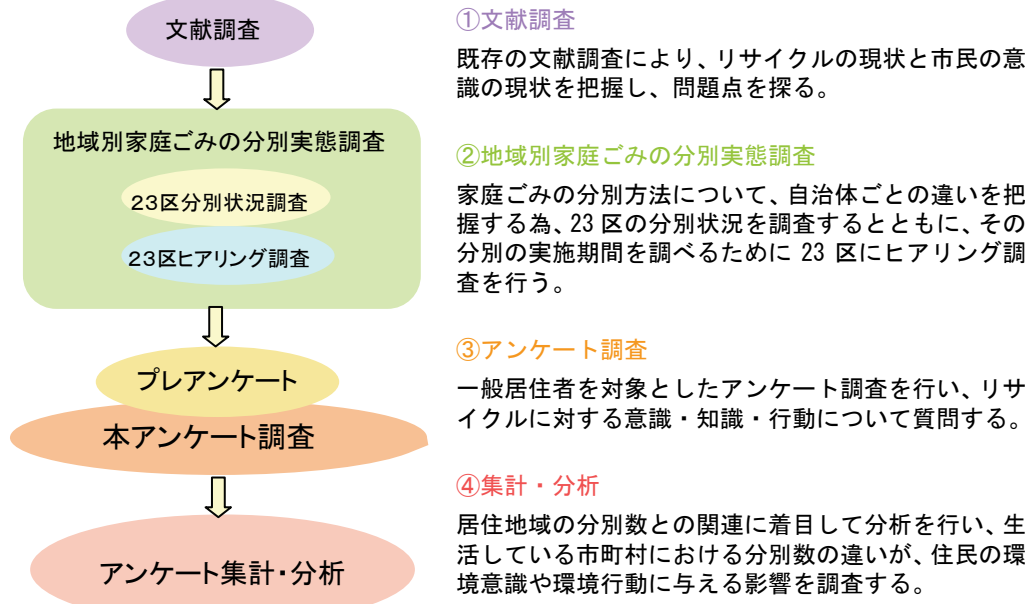 文献調査
地域別家庭ごみの分別実態調査
23区分別状況調査
23区ヒアリング調査
プレアンケート
本アンケート調査
アンケート集計・分析
①文献調査
既存の文献調査により、リサイクルの現状と市民の意
識の現状を把握し、問題点を探る。
②地域別家庭ごみの分別実態調査
家庭ごみの分別方法について、自治体ごとの違いを把
握する為、23 区の分別状況を調査するとともに、その
分別の実施期間を調べるために 23 区にヒアリング調
査を行う。
③アンケート調査
一般居住者を対象としたアンケート調査を行い、リサ
イクルに対する意識・知識・行動について質問する。
④集計・分析
居住地域の分別数との関連に着目して分析を行い、生
活している市町村における分別数の違いが、住民の環
境意識や環境行動に与える影響を調査する。